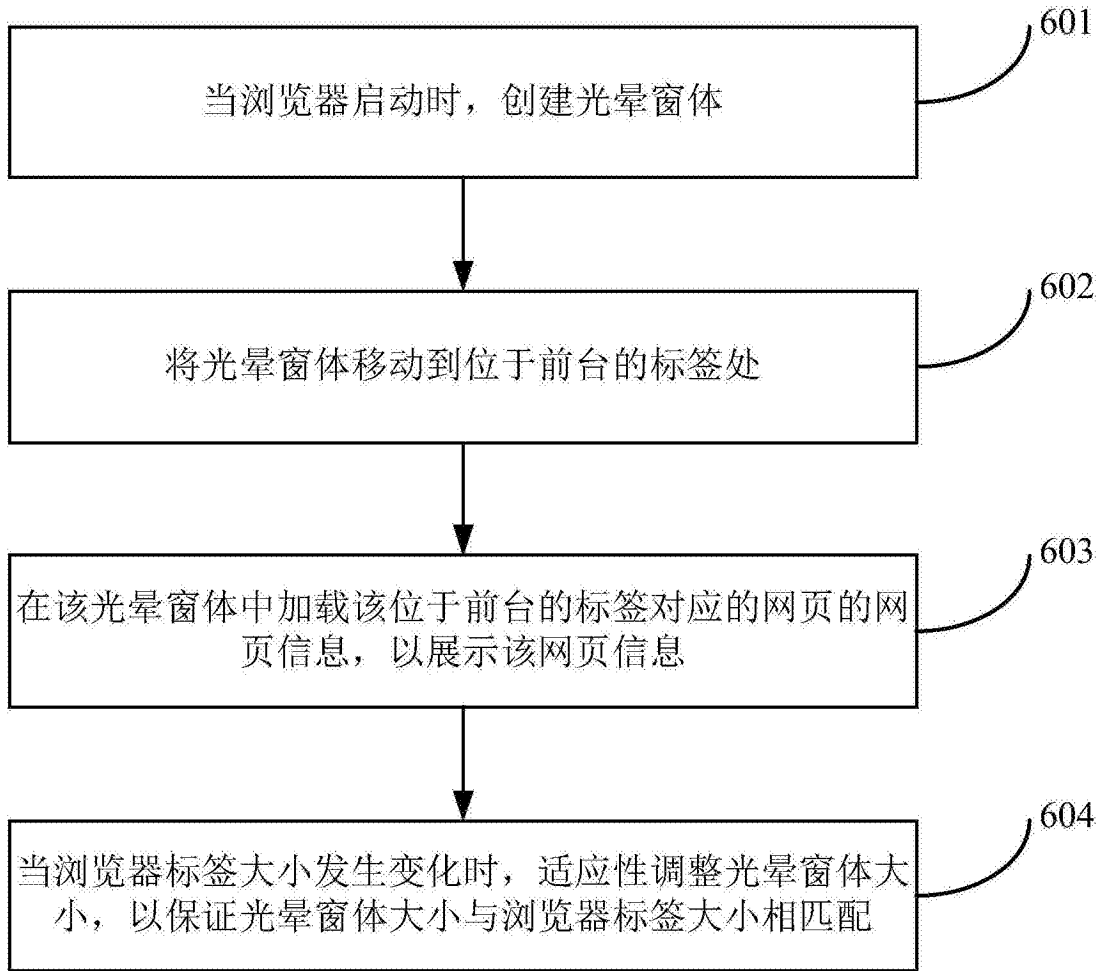 601
当浏览器启动时，创建光晕窗体
602
将光晕窗体移动到位于前台的标签处
603
在该光晕窗体中加载该位于前台的标签对应的网页的网
页信息，以展示该网页信息
604
当浏览器标签大小发生变化时，适应性调整光晕窗体大
小，以保证光晕窗体大小与浏览器标签大小相匹配